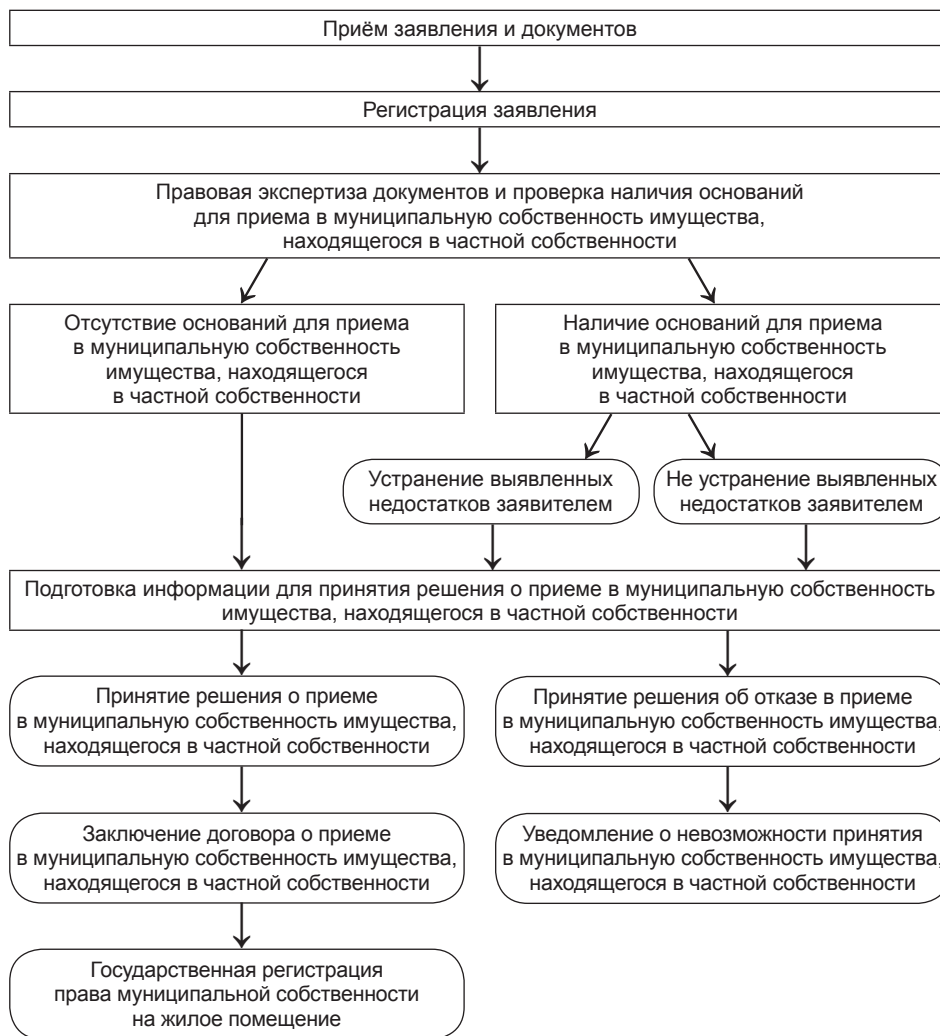 Приём заявления и документов
Регистрация заявления
Правовая экспертиза документов и проверка наличия оснований
для приема в муниципальную собственность имущества,
находящегося в частной собственности
Отсутствие оснований для приема
в муниципальную собственность
имущества, находящегося
в частной собственности
Наличие оснований для приема
в муниципальную собственность
имущества, находящегося
в частной собственности
Устранение выявленных
недостатков заявителем
Не устранение выявленных
недостатков заявителем
Подготовка информации для принятия решения о приеме в муниципальную собственность
имущества, находящегося в частной собственности
Принятие решения о приеме
в муниципальную собственность имущества,
находящегося в частной собственности
Принятие решения об отказе в приеме
в муниципальную собственность имущества,
находящегося в частной собственности
Заключение договора о приеме
в муниципальную собственность имущества,
находящегося в частной собственности
Уведомление о невозможности принятия
в муниципальную собственность имущества,
находящегося в частной собственности
Государственная регистрация
права муниципальной собственности
на жилое помещение